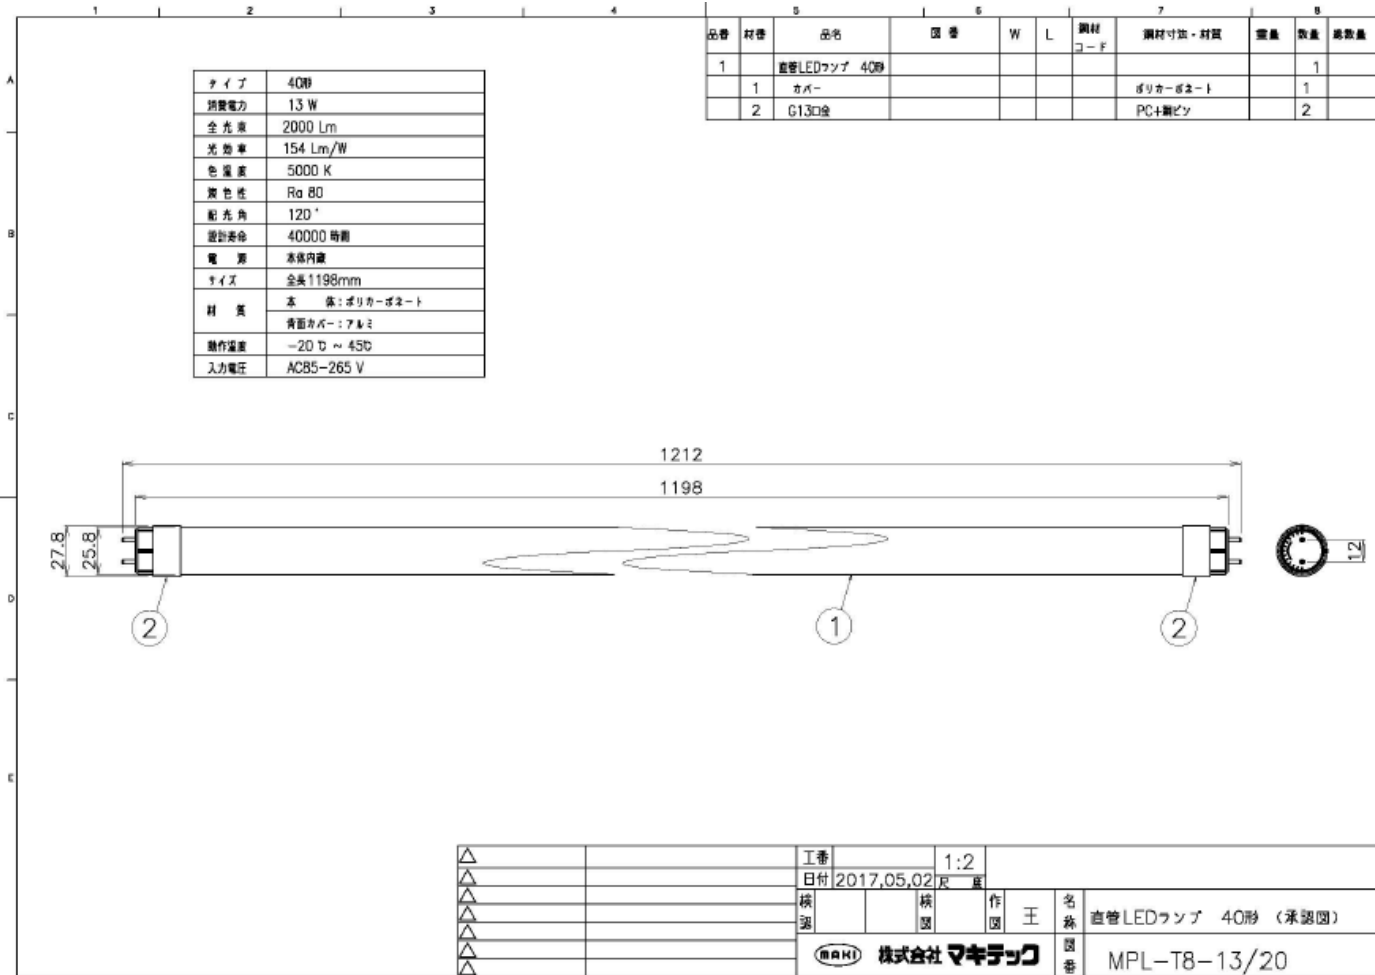 1 2 3 4 5 6 7 8
A
B
C
D
E
品番 材番 品名 図番 W L 鋼材コード 鋼材寸法・材質 重量 数量 総数量
1 直管LEDランプ 40形 1
1 カバー ポリカーボネート 1
2 G13口金 PC+銅ピン 2
タイプ 40形
消費電力 13 W
全光束 2000 Lm
光効率 154 Lm/W
色温度 5000 K
演色性 Ra 80
配光角 120°
設計寿命 40000 時間
電源 本体内蔵
サイズ 全長1198mm
材質 本体:ポリカーボネート
背面カバー:アルミ
動作温度 -20℃ ~ 45℃
入力電圧 AC85-265 V
1212
1198
27.8
25.8
12
2
1
2
工番 1:2
日付 2017,05,02 尺度
検認 検図 作図 王 名称 直管LEDランプ 40形 (承認図)
MAKI 株式会社 マキテック 図番 MPL-T8-13/20